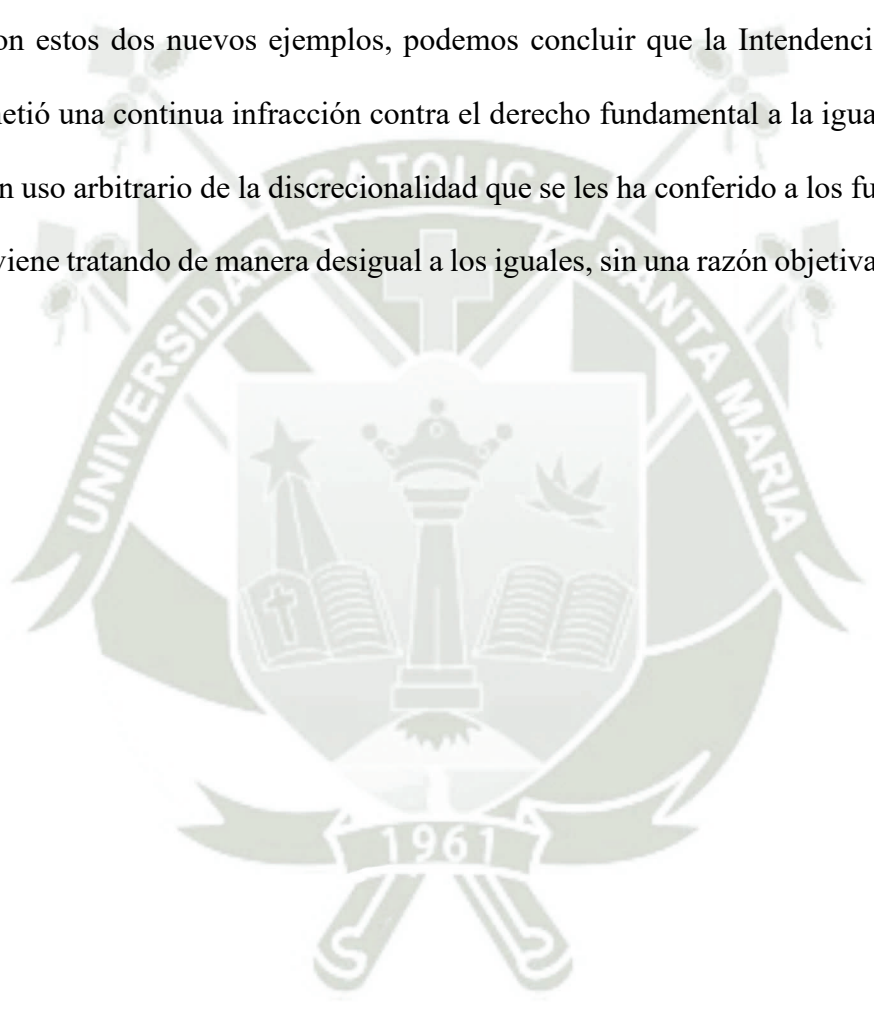 on estos dos nuevos ejemplos, podemos concluir que la Intendenci
etió una continua infracción contra el derecho fundamental a la igua
n uso arbitrario de la discrecionalidad que se les ha conferido a los fu
viene tratando de manera desigual a los iguales, sin una razón objetiva
UNIVERSIDAD CATOLICA SANTA MARIA
1961